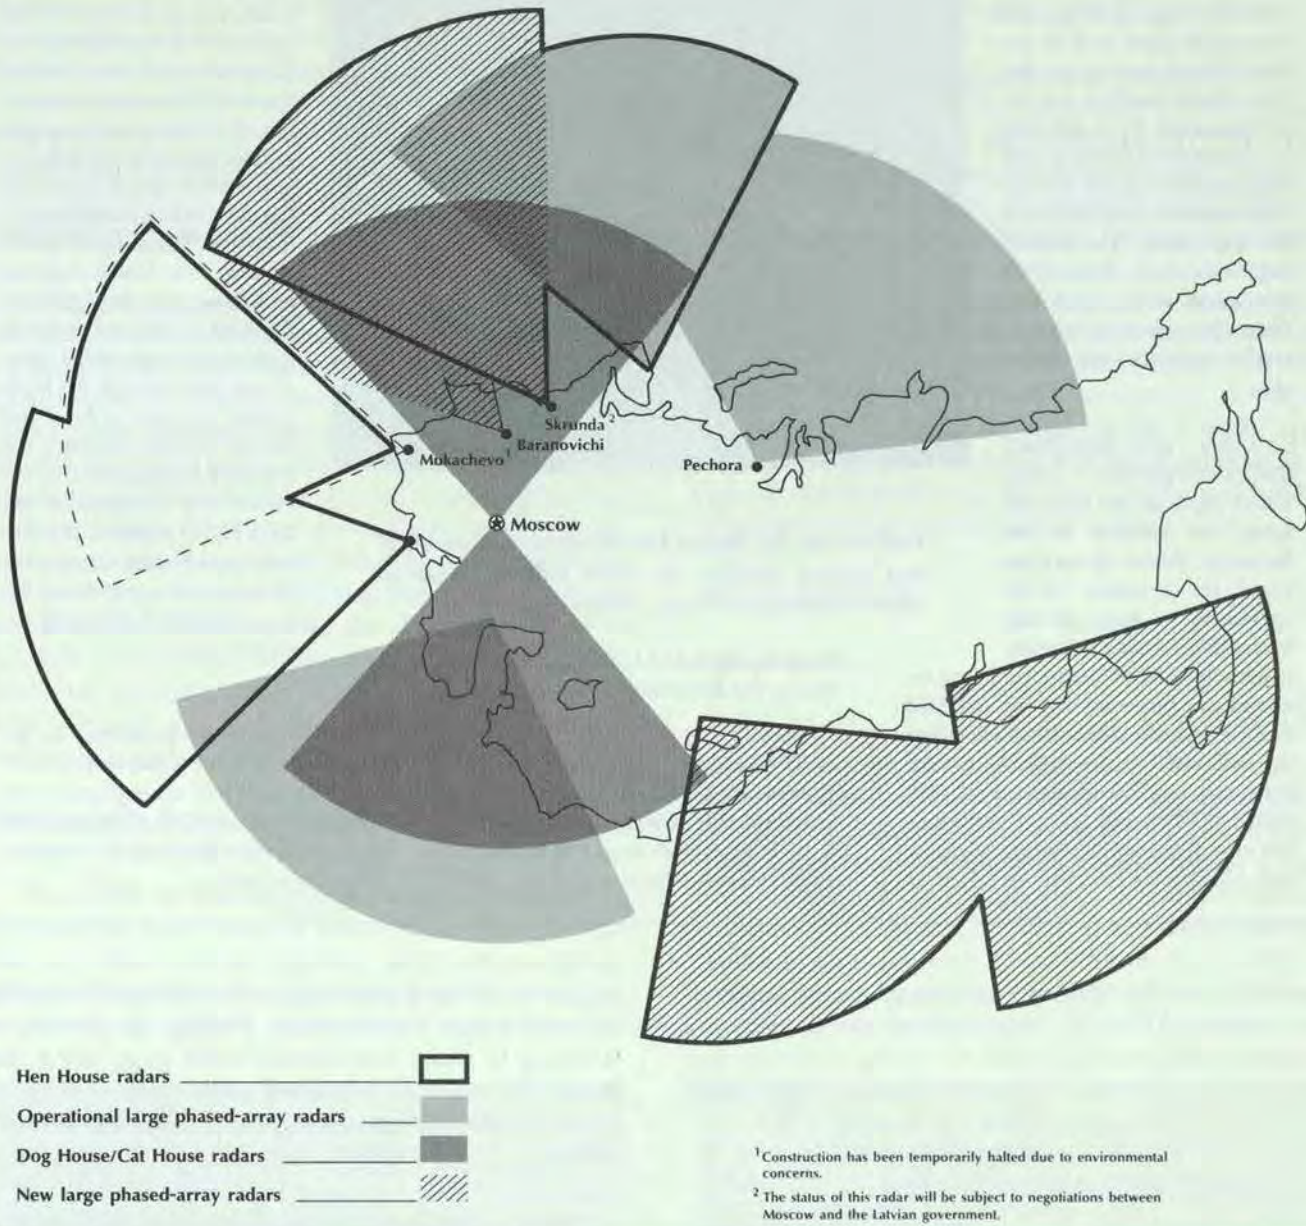 Skrunda 2
Mukachevo 1 Baranovichi
Pechora
Moscow
Hen House radars
Operational large phased-array radars
Dog House/Cat House radars
New large phased-array radars
1 Construction has been temporarily halted due to environmental
concerns.
2 The status of this radar will be subject to negotiations between
Moscow and the Latvian government.